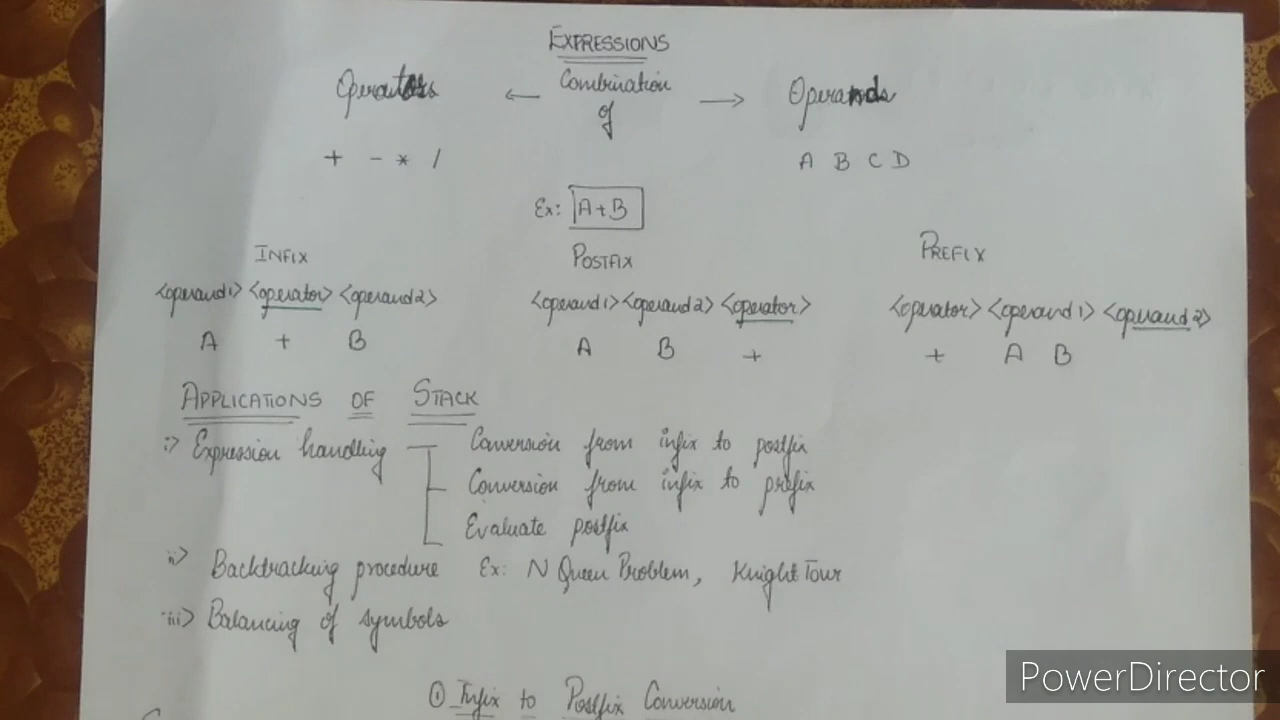 EXPRESSIONS
Operators ← Combination of → Operands
+ - * / A B C D
Ex: A+B
INFIX POSTFIX PREFIX
<operand1> <operator> <operand2> <operand1> <operand2> <operator> <operator> <operand1> <operand2>
A + B A B + + A B
APPLICATIONS OF STACK
i> Expression handling Conversion from infix to postfix
Conversion from infix to prefix
Evaluate postfix
ii> Backtracking procedure Ex: N Queen Problem, Knight Tour
iii> Balancing of symbols
① Infix to Postfix Conversion
PowerDirector